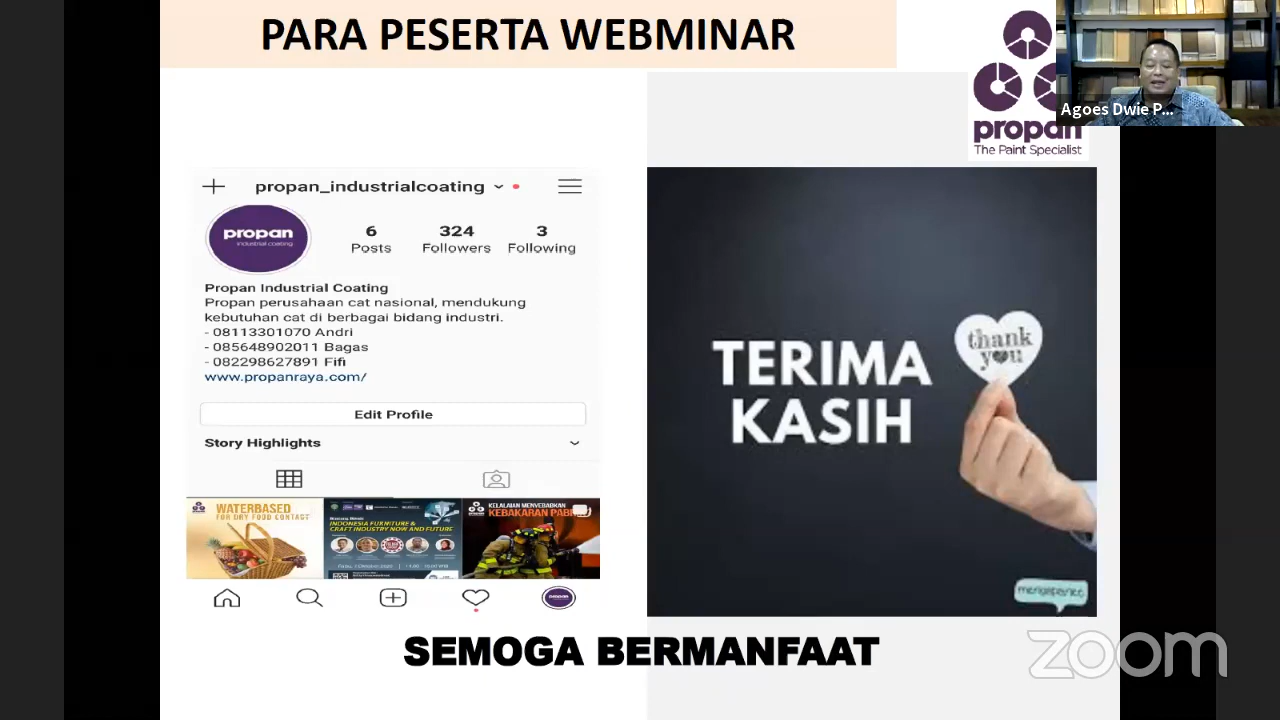 PARA PESERTA WEBMINAR
propan
The Paint Specialist
Agoes Dwie P...
propan_industrialcoating
propan
industrial coating
6
Posts
324
Followers
3
Following
Propan Industrial Coating
Propan perusahaan cat nasional, mendukung
kebutuhan cat di berbagai bidang industri.
- 08113301070 Andri
- 085648902011 Bagas
- 082298627891 Fifi
www.propanraya.com/
Edit Profile
Story Highlights
WATERBASED
FOR DRY FOOD CONTACT
INDONESIA FURNITURE &
CRAFT INDUSTRY NOW AND FUTURE
KELALAIAN MENYEBABKAN
KEBAKARAN
propan
TERIMA
KASIH
thank
you
SEMOGA BERMANFAAT
zoom